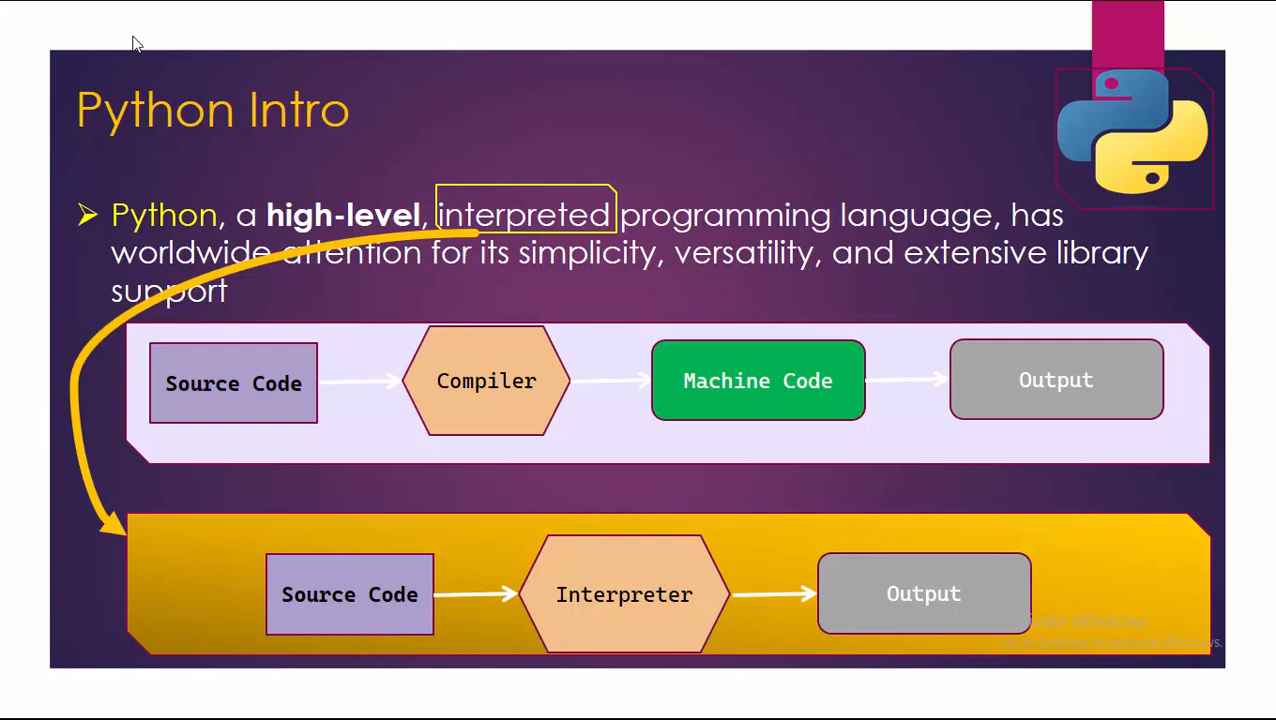 Python Intro
Python, a high-level, interpreted programming language, has
worldwide attention for its simplicity, versatility, and extensive library
support
Source Code
Compiler
Machine Code
Output
Source Code
Interpreter
Output
Windows